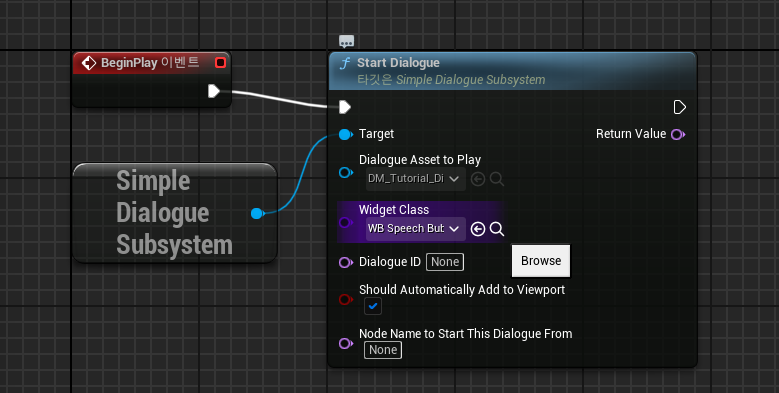 BeginPlay 이벤트
Start Dialogue
타깃은 Simple Dialogue Subsystem
Target
Return Value
Dialogue Asset to Play
DM_Tutorial_Di
Simple
Dialogue
Subsystem
Widget Class
WB Speech But
Dialogue ID
None
Browse
Should Automatically Add to Viewport
Node Name to Start This Dialogue From
None